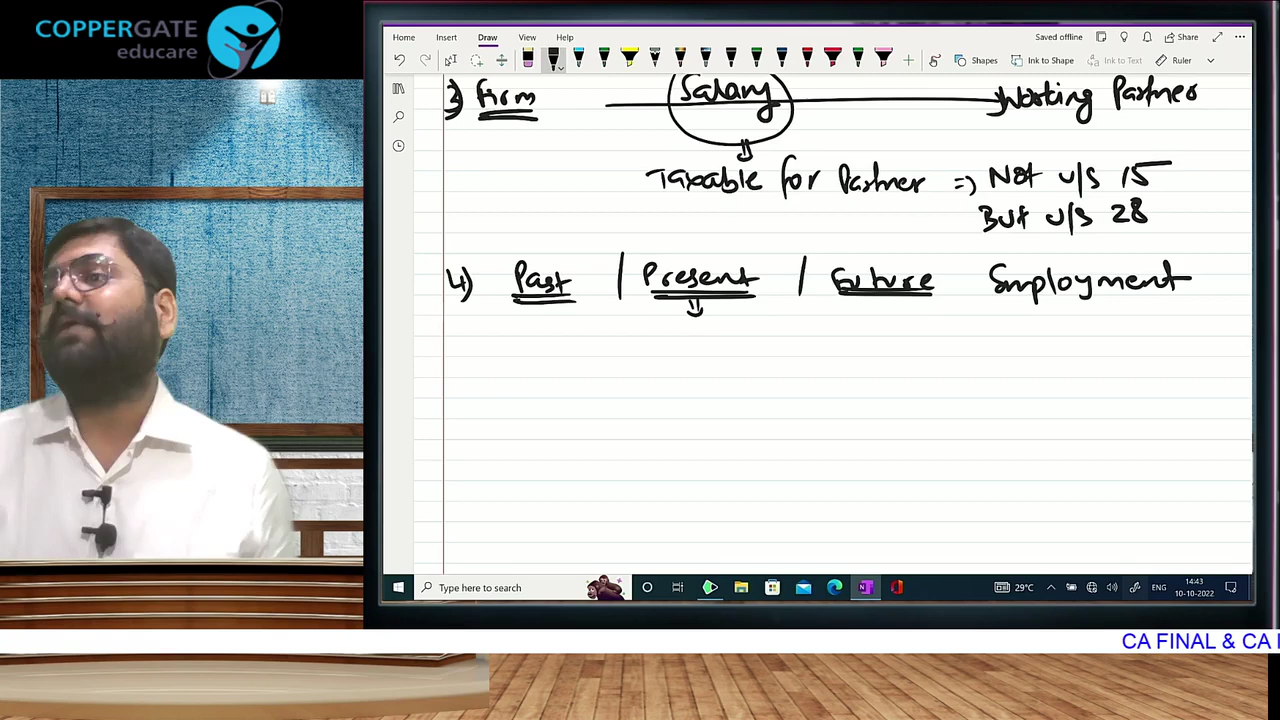 COPPERGATE
educare
Home Insert Draw View Help
Saved offline
Share
Shapes
Ink to Shape
Ink to Text
Ruler
3) Firm Salary Working Partner
Taxable for Partner => Not u/s 15
But u/s 28
4) Past | Present | Future Employment
Type here to search
29°C
ENG
14:43
10-10-2022
CA FINAL & CA I